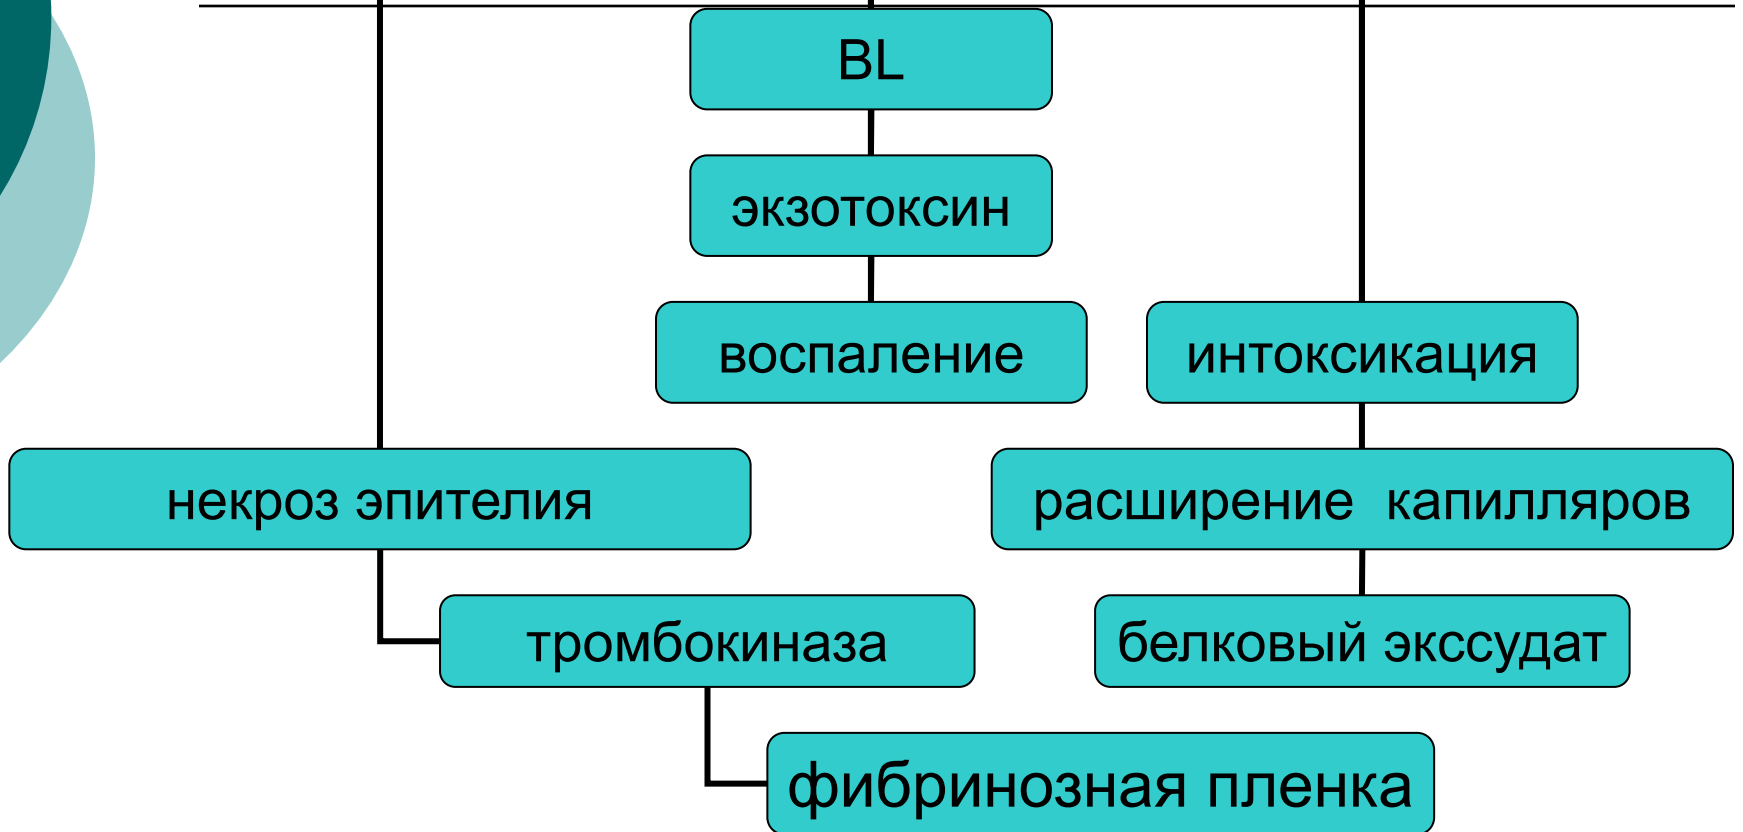 BL
экзотоксин
воспаление
интоксикация
некроз эпителия
расширение капилляров
тромбокиназа
белковый экссудат
фибринозная пленка